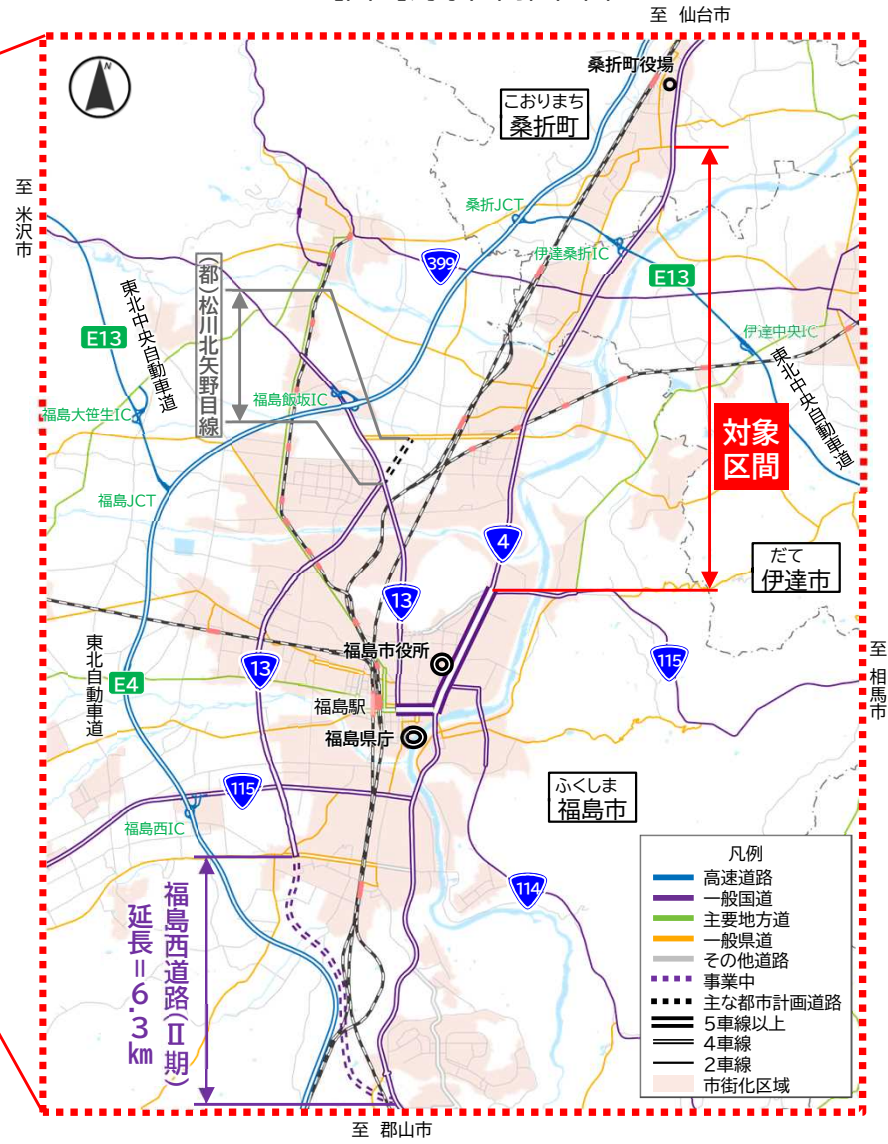 至 仙台市
桑折町役場
こおりまち
桑折町
至 米沢市
桑折JCT
伊達桑折IC
399
E13
(都)松川北矢野目線
東北中央自動車道
E13
伊達中央IC
東北中央自動車道
福島飯坂IC
福島大笹生IC
対象
区間
福島JCT
4
だて
伊達市
13
福島市役所
115
至 相馬市
13
東北自動車道
E4
福島駅
福島県庁
ふくしま
福島市
115
福島西IC
114
福島西道路(Ⅱ期)
延長=6.3km
凡例
高速道路
一般国道
主要地方道
一般県道
その他道路
事業中
主な都市計画道路
5車線以上
4車線
2車線
市街化区域
至 郡山市
N